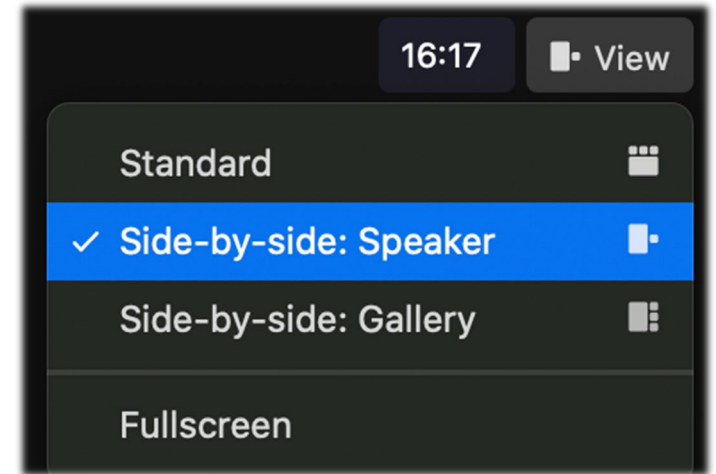 16:17 View
Standard
Side-by-side: Speaker
Side-by-side: Gallery
Fullscreen